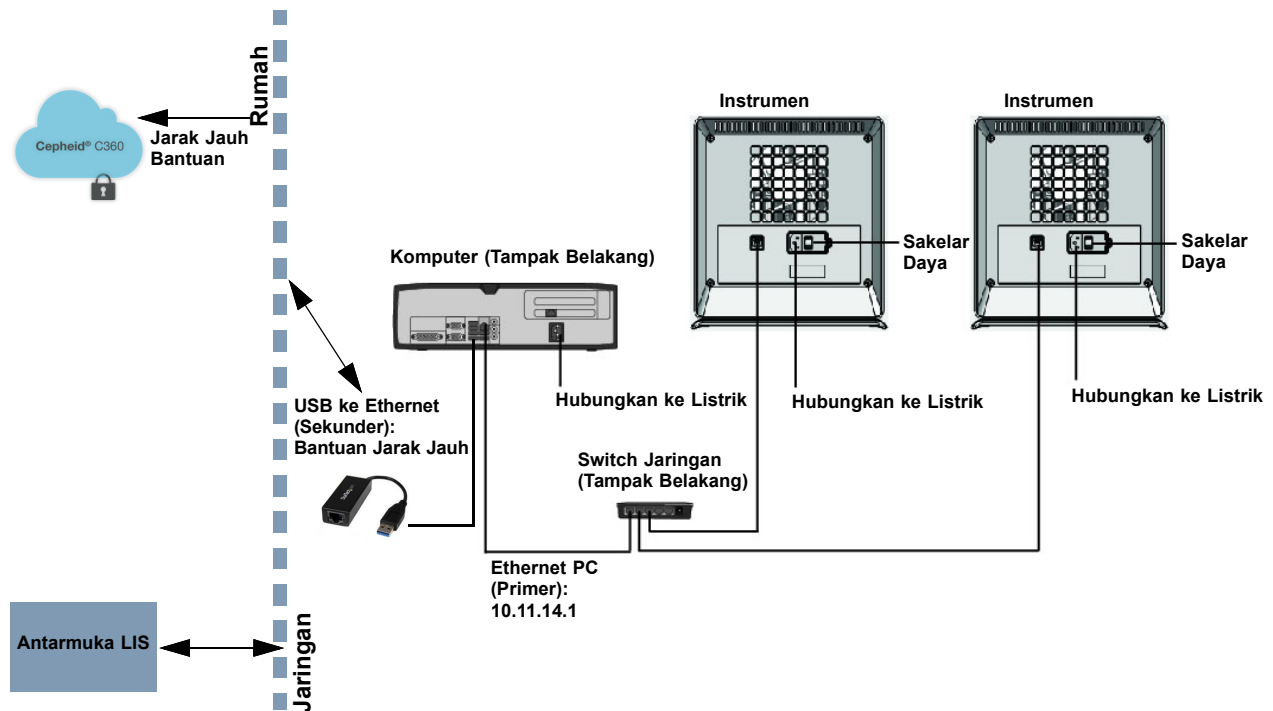 Rumah
Cepheid® C360
Jarak Jauh
Bantuan
Instrumen
Instrumen
Sakelar
Daya
Sakelar
Daya
Komputer (Tampak Belakang)
Hubungkan ke Listrik
Hubungkan ke Listrik
Hubungkan ke Listrik
USB ke Ethernet
(Sekunder):
Bantuan Jarak Jauh
Switch Jaringan
(Tampak Belakang)
StarTech
Ethernet PC
(Primer):
10.11.14.1
Antarmuka LIS
Jaringan